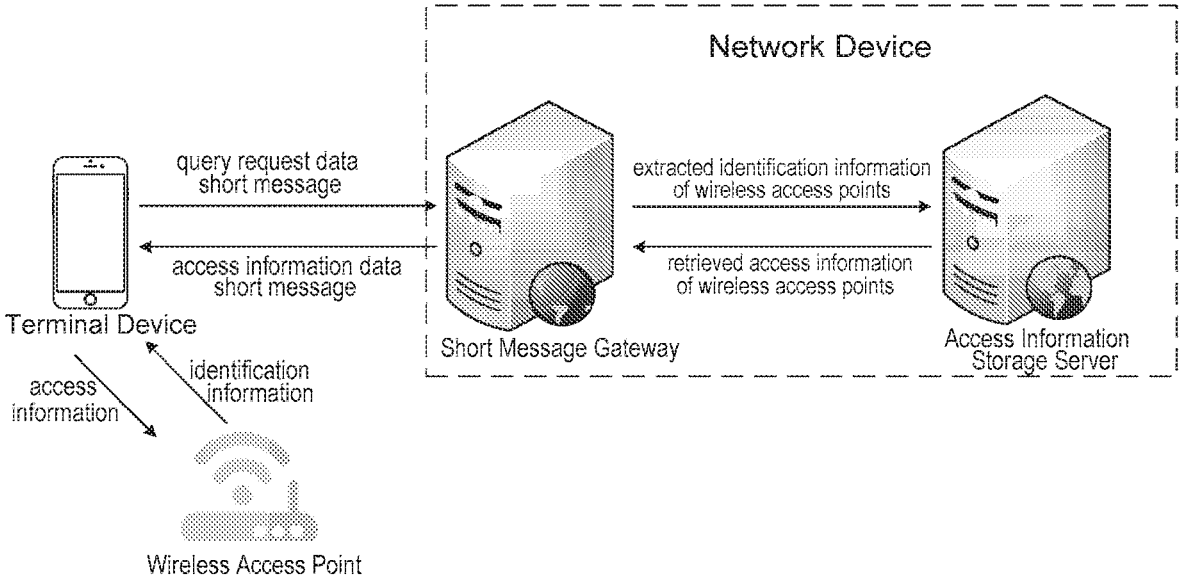 Network Device
query request data
short message
extracted identification information
of wireless access points
access information data
short message
retrieved access information
of wireless access points
Terminal Device
Short Message Gateway
Access Information
Storage Server
access
information
identification
information
Wireless Access Point